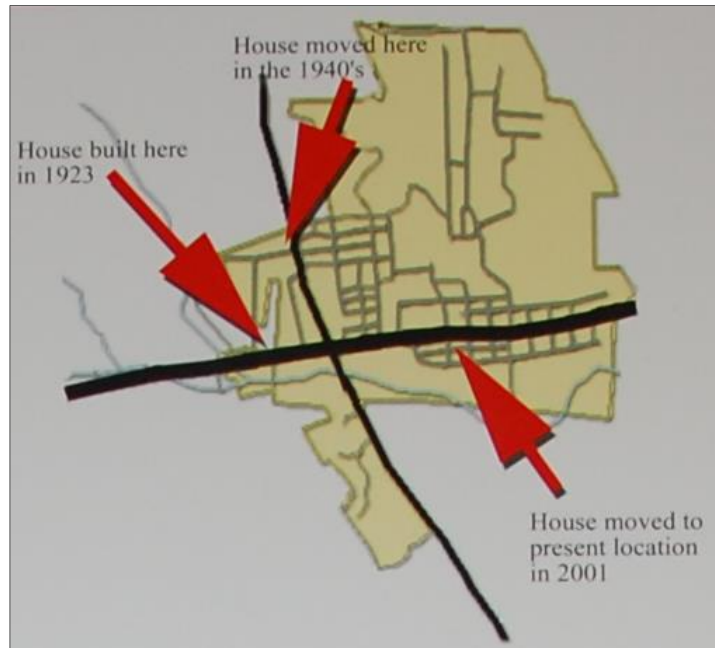 House moved here
in the 1940's
House built here
in 1923
House moved to
present location
in 2001